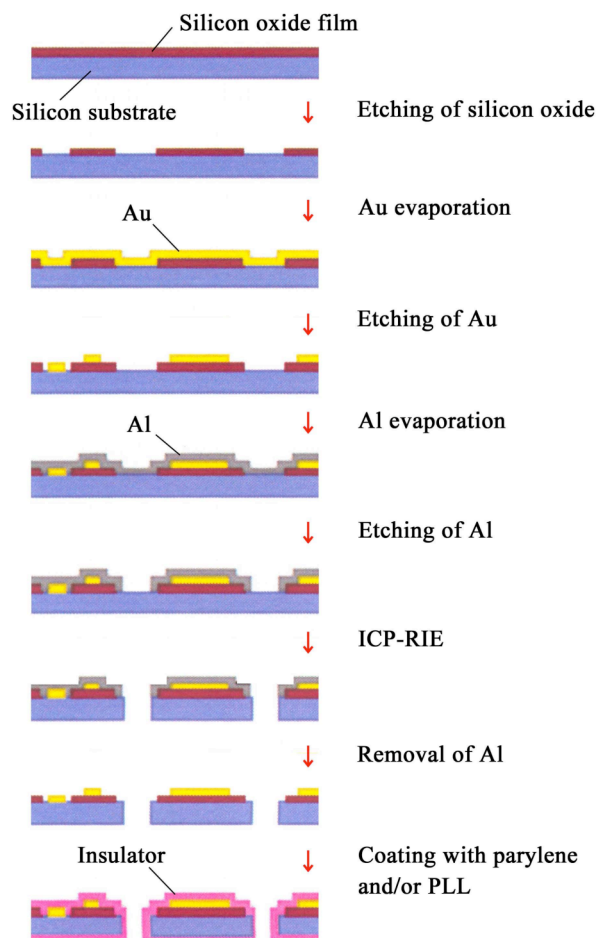 Silicon oxide film
Silicon substrate
Etching of silicon oxide
Au evaporation
Au
Etching of Au
Al evaporation
Al
Etching of Al
ICP-RIE
Removal of Al
Insulator
Coating with parylene
and/or PLL